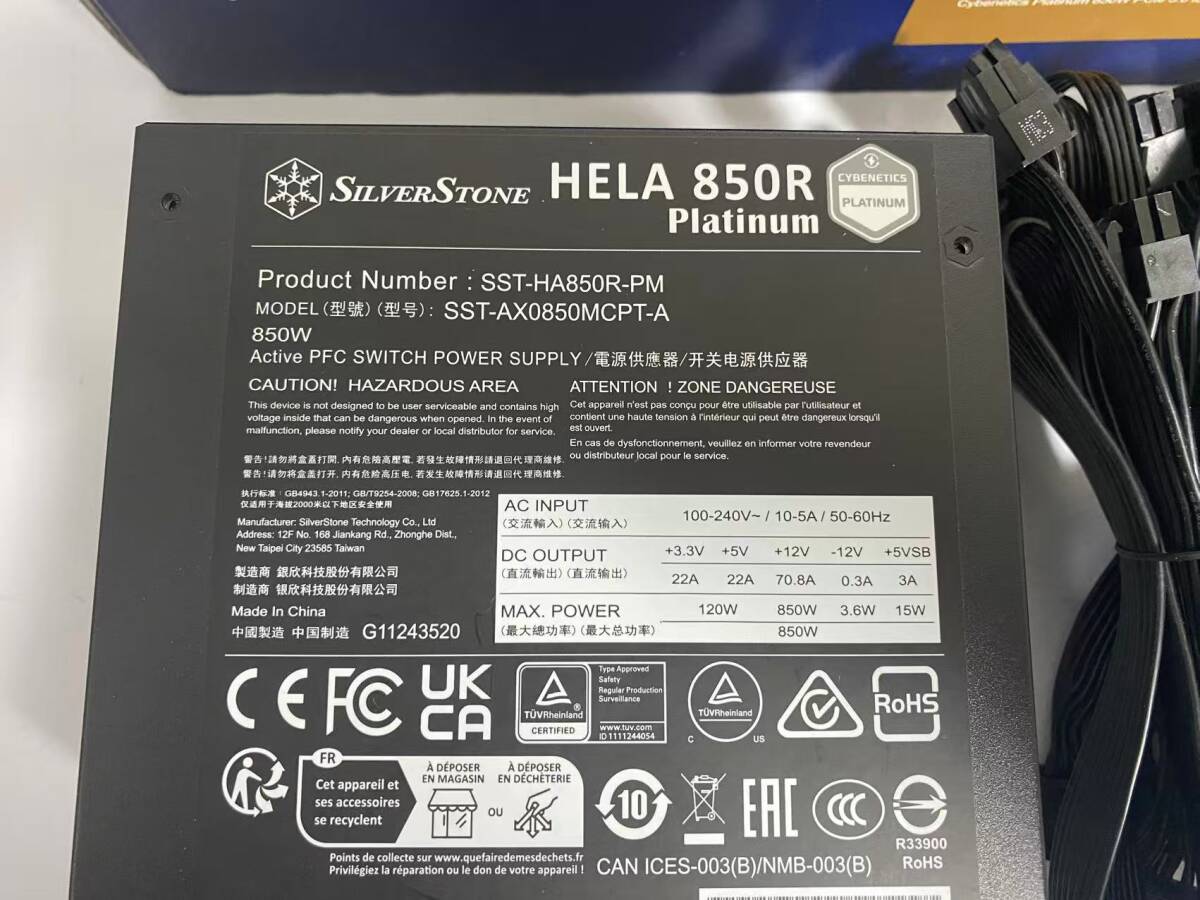 Cybenetics Platinum 850W PCIe 5.0
SILVERSTONE
HELA 850R
Platinum
CYBENETICS
PLATINUM
Product Number : SST-HA850R-PM
MODEL (型號) (型号): SST-AX0850MCPT-A
850W
Active PFC SWITCH POWER SUPPLY/電源供應器/开关电源供应器
CAUTION! HAZARDOUS AREA
This device is not designed to be user serviceable and contains high
voltage inside that can be dangerous when opened. In the event of
malfunction, please notify your dealer or local distributor for service.
ATTENTION ! ZONE DANGEREUSE
Cet appareil n'est pas conçu pour être utilisable par l'utilisateur et
contient une haute tension à l'intérieur qui peut être dangereux lorsqu'il
est ouvert.
En cas de dysfonctionnement, veuillez en informer votre revendeur
ou distributeur local pour le service.
警告!請勿將盒蓋打開, 內有危險高壓電, 若發生故障情形請退回代理商維修.
警告!请勿将盒盖打开, 内有危险高压电, 若发生故障情形请退回代理商维修.
执行标准: GB4943.1-2011; GB/T9254-2008; GB17625.1-2012
仅适用于海拔2000米以下地区安全使用
Manufacturer: SilverStone Technology Co., Ltd
Address: 12F No. 168 Jiankang Rd., Zhonghe Dist.,
New Taipei City 23585 Taiwan
製造商 銀欣科技股份有限公司
制造商 银欣科技股份有限公司
Made In China
中國製造 中国制造 G11243520
AC INPUT
(交流輸入) (交流输入)
100-240V~ / 10-5A / 50-60Hz
DC OUTPUT
(直流輸出) (直流输出)
+3.3V +5V +12V -12V +5VSB
22A 22A 70.8A 0.3A 3A
MAX. POWER
(最大總功率) (最大总功率)
120W 850W 3.6W 15W
850W
CE FC UK
CA
TÜVRheinland®
CERTIFIED
Type Approved
Safety
Regular Production
Surveillance
www.tuv.com
ID 1111244054
TÜVRheinland
C US
RoHS
FR
Cet appareil et
ses accessoires
se recyclent
À DÉPOSER
EN MAGASIN
OU
À DÉPOSER
EN DÉCHÈTERIE
Points de collecte sur www.quefairedemesdechets.fr
Privilégiez la réparation ou le don de votre appareil !
10
EAC
CCC
R33900
RoHS
CAN ICES-003(B)/NMB-003(B)